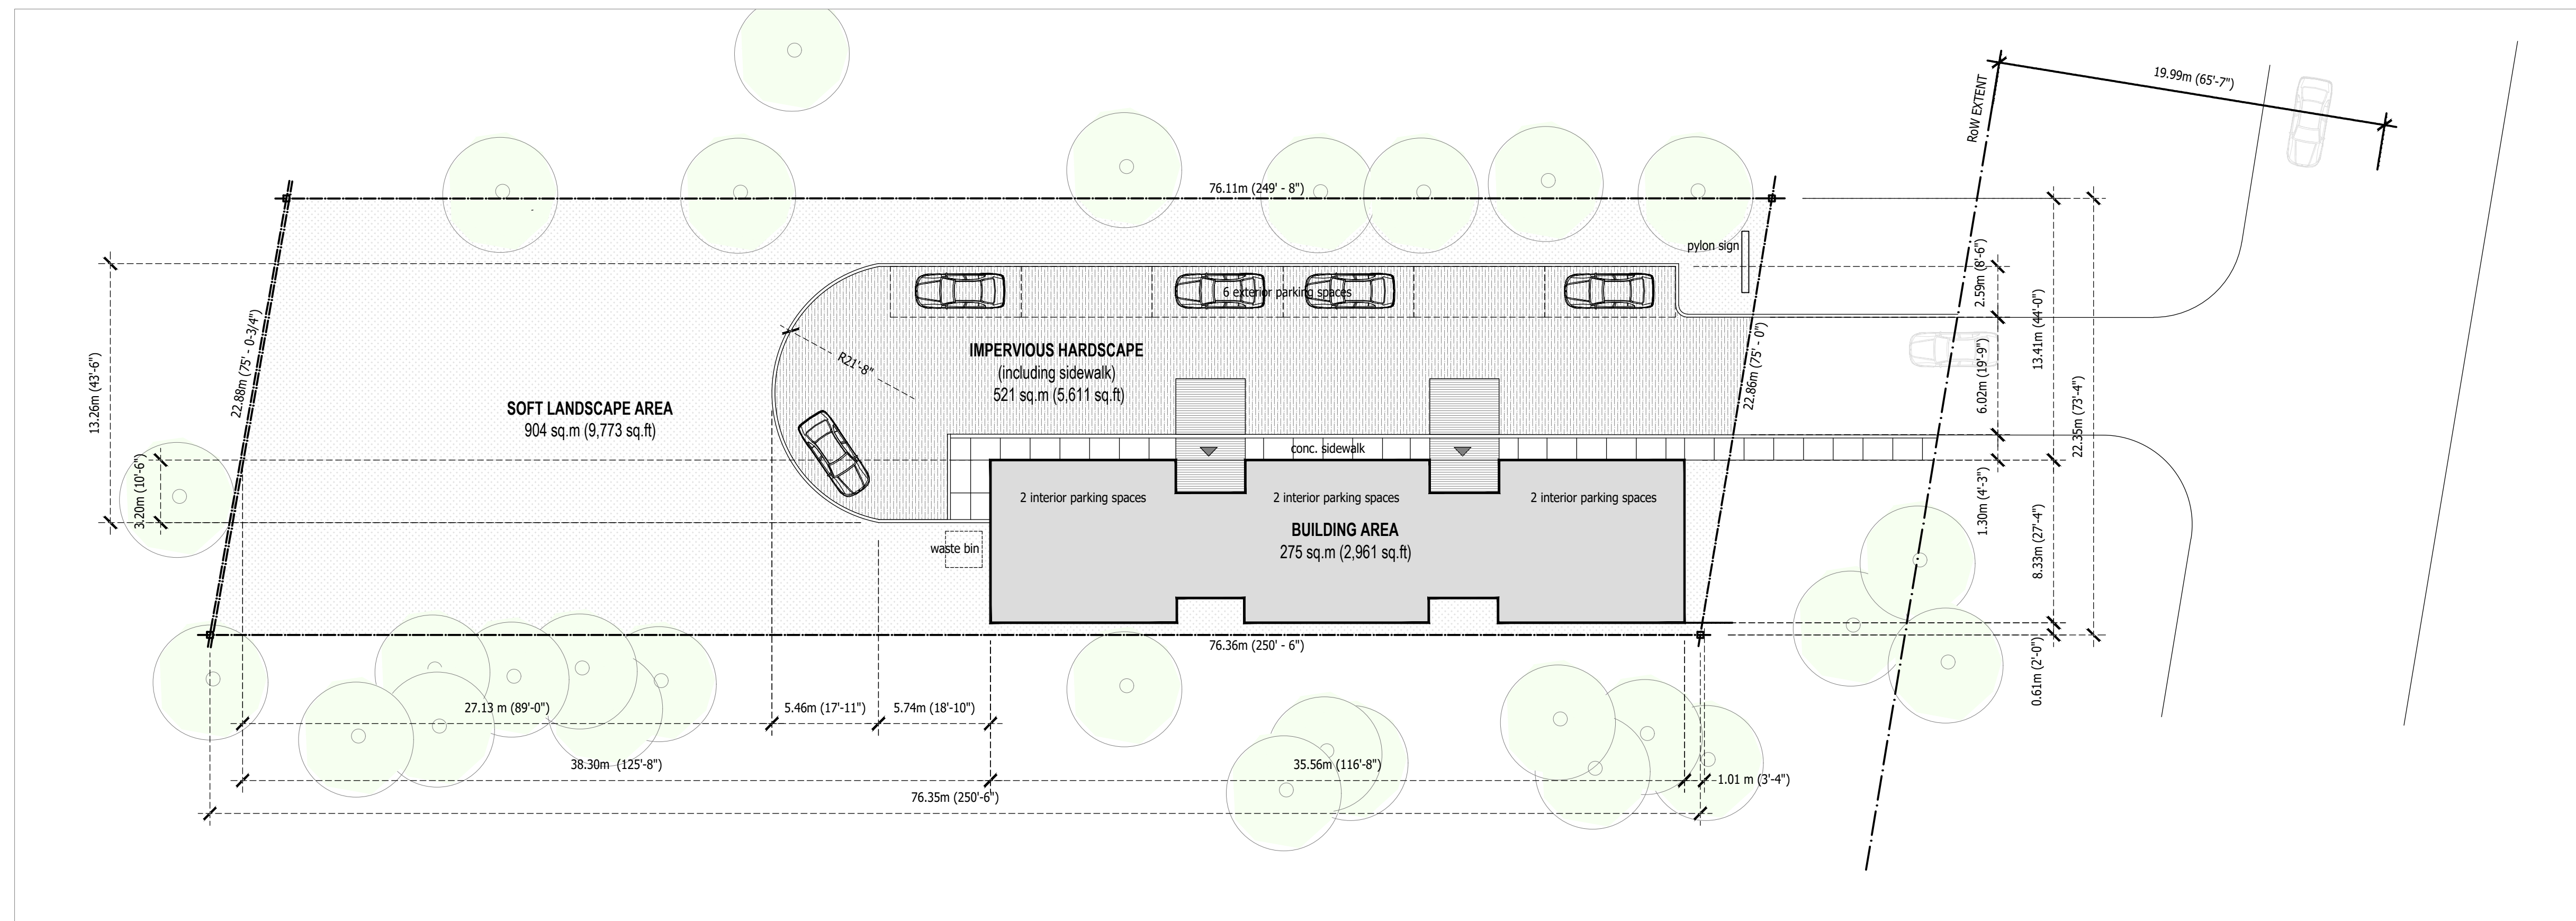 19.99m (65'-7")
RoW EXTENT
76.11m (249' - 8")
pylon sign
2.59m (8'-6")
6 exterior parking spaces
13.41m (44'-0")
22.88m (75' - 0-3/4")
22.86m (75' - 0")
IMPERVIOUS HARDSCAPE
(including sidewalk)
521 sq.m (5,611 sq.ft)
R21'-8"
6.02m (19'-9")
13.26m (43'-6")
SOFT LANDSCAPE AREA
904 sq.m (9,773 sq.ft)
22.35m (73'-4")
conc. sidewalk
3.20m (10'-6")
2 interior parking spaces
2 interior parking spaces
2 interior parking spaces
1.30m (4'-3")
BUILDING AREA
275 sq.m (2,961 sq.ft)
waste bin
8.33m (27'-4")
76.36m (250' - 6")
0.61m (2'-0")
27.13 m (89'-0")
5.46m (17'-11")
5.74m (18'-10")
38.30m (125'-8")
35.56m (116'-8")
1.01 m (3'-4")
76.35m (250'-6")